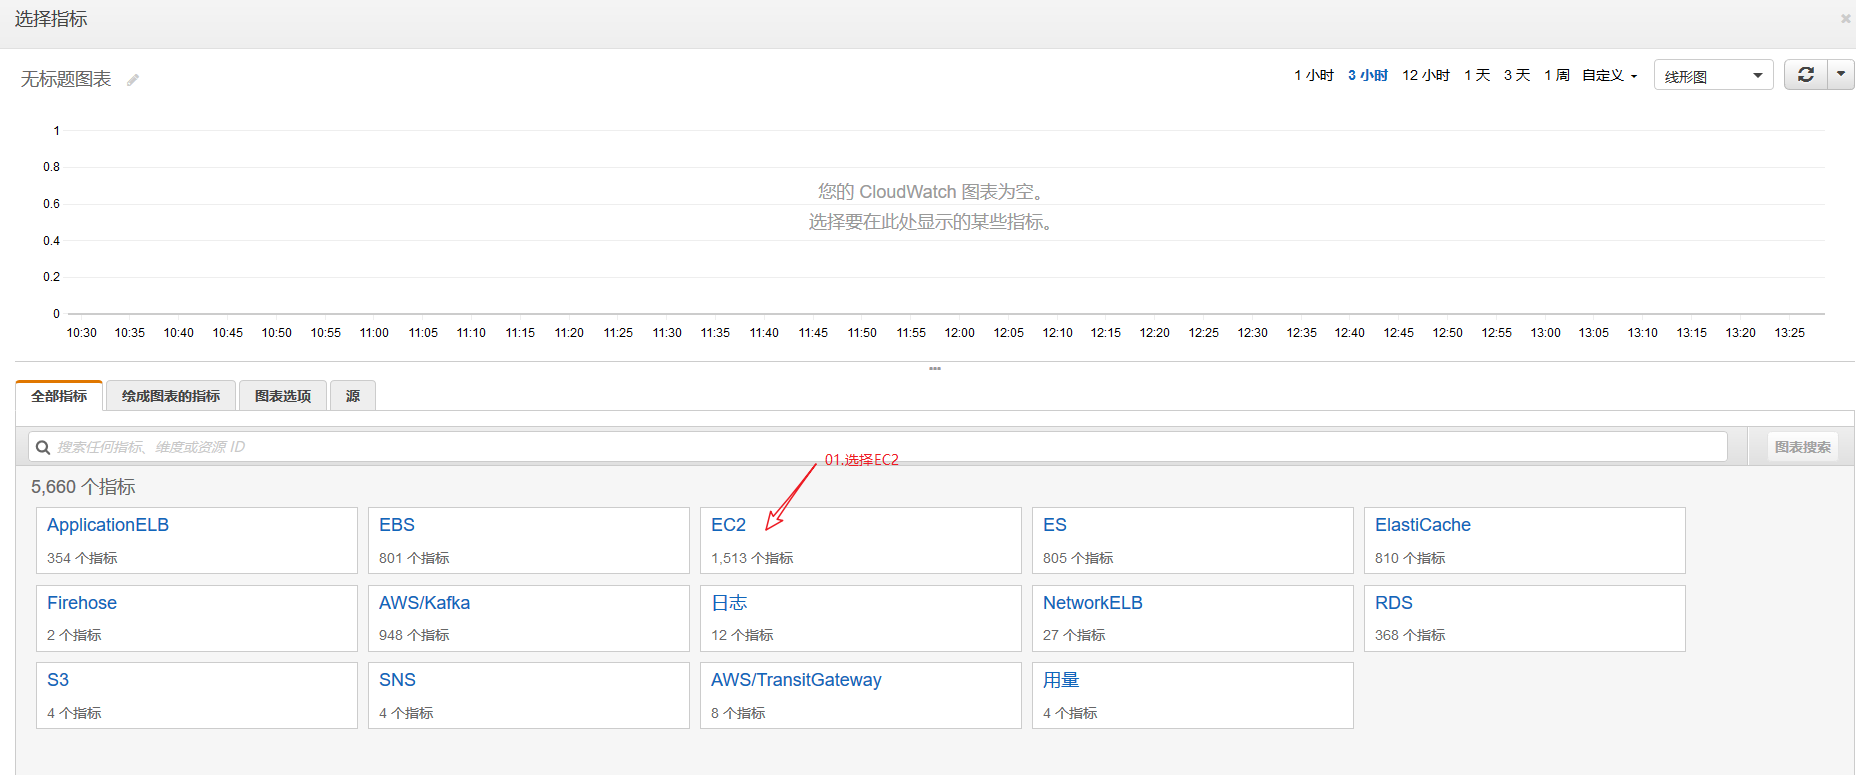 选择指标
无标题图表
1 小时 3 小时 12 小时 1 天 3 天 1 周 自定义 线形图
1
0.8
0.6
0.4
0.2
0
您的 CloudWatch 图表为空。
选择要在此处显示的某些指标。
10:30 10:35 10:40 10:45 10:50 10:55 11:00 11:05 11:10 11:15 11:20 11:25 11:30 11:35 11:40 11:45 11:50 11:55 12:00 12:05 12:10 12:15 12:20 12:25 12:30 12:35 12:40 12:45 12:50 12:55 13:00 13:05 13:10 13:15 13:20 13:25
全部指标 绘成图表的指标 图表选项 源
搜索任何指标、维度或资源 ID 图表搜索
01.选择EC2
5,660 个指标
ApplicationELB EBS EC2 ES ElastiCache
354 个指标 801 个指标 1,513 个指标 805 个指标 810 个指标
Firehose AWS/Kafka 日志 NetworkELB RDS
2 个指标 948 个指标 12 个指标 27 个指标 368 个指标
S3 SNS AWS/TransitGateway 用量
4 个指标 4 个指标 8 个指标 4 个指标